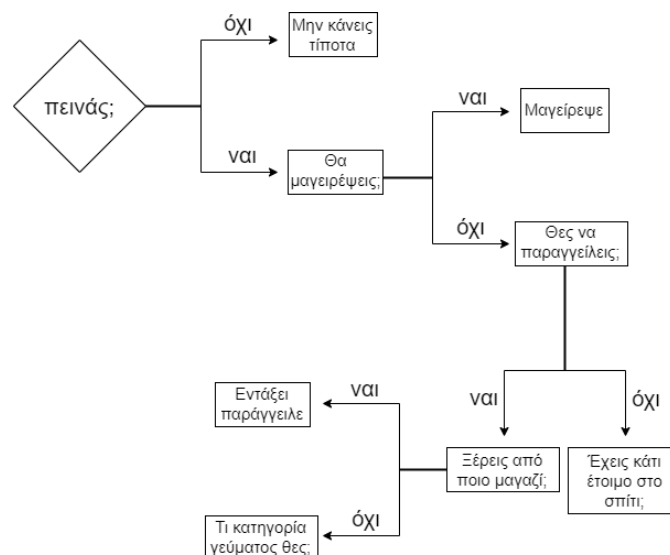 όχι
Μην κάνεις
τίποτα
πεινάς;
ναι
Θα
μαγειρέψεις;
ναι
Μαγείρεψε
όχι
Θες να
παραγγείλεις;
ναι
όχι
Ξέρεις από
ποιο μαγαζί;
Έχεις κάτι
έτοιμο στο
σπίτι;
ναι
Εντάξει
παράγγειλε
όχι
Τι κατηγορία
γεύματος θες;